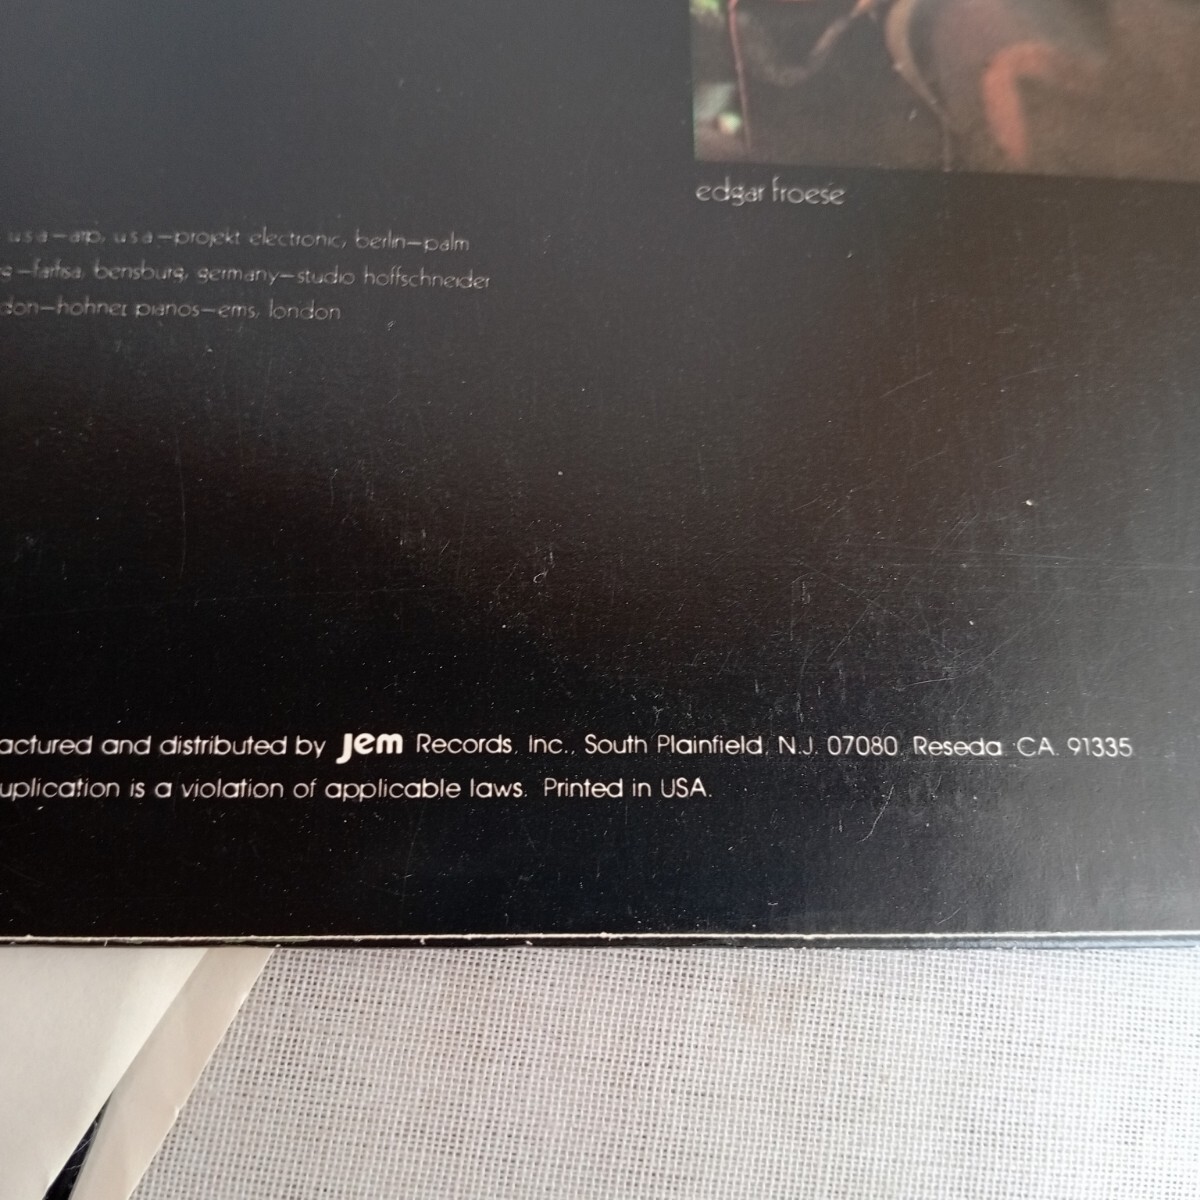 edgar froese
u.s.a—arp, u.s.a—projekt electronic, berlin—palm
g—farfisa, bensburg, germany—studio hoffschneider
don—hohner pianos—ems, london
actured and distributed by Jem Records, Inc., South Plainfield, N.J. 07080 Reseda CA. 91335
uplication is a violation of applicable laws. Printed in USA.